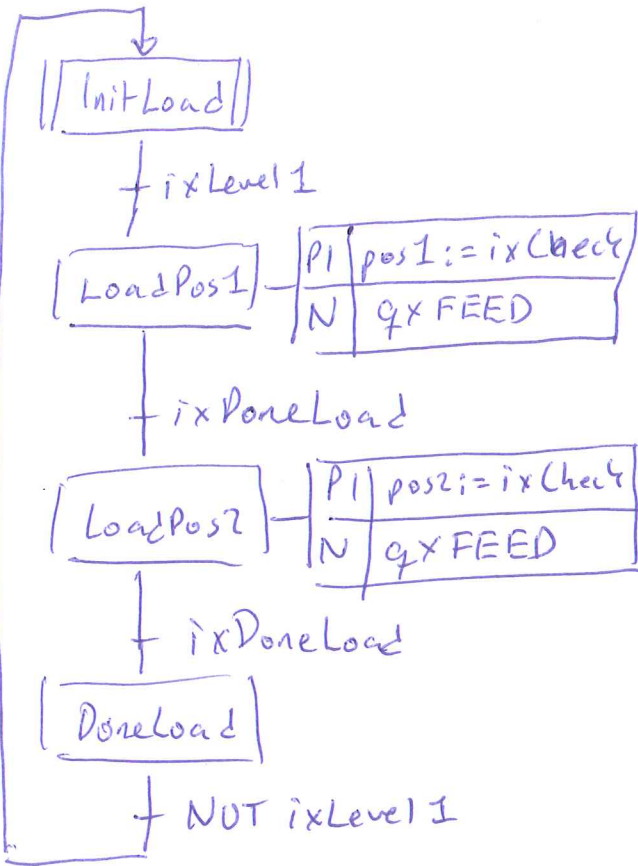 InitLoad
ixLevel1
LoadPos1
P1 pos1:=ixCheck
N qxFEED
ixDoneLoad
LoadPos2
P1 pos2:=ixCheck
N qxFEED
ixDoneLoad
DoneLoad
NOT ixLevel1